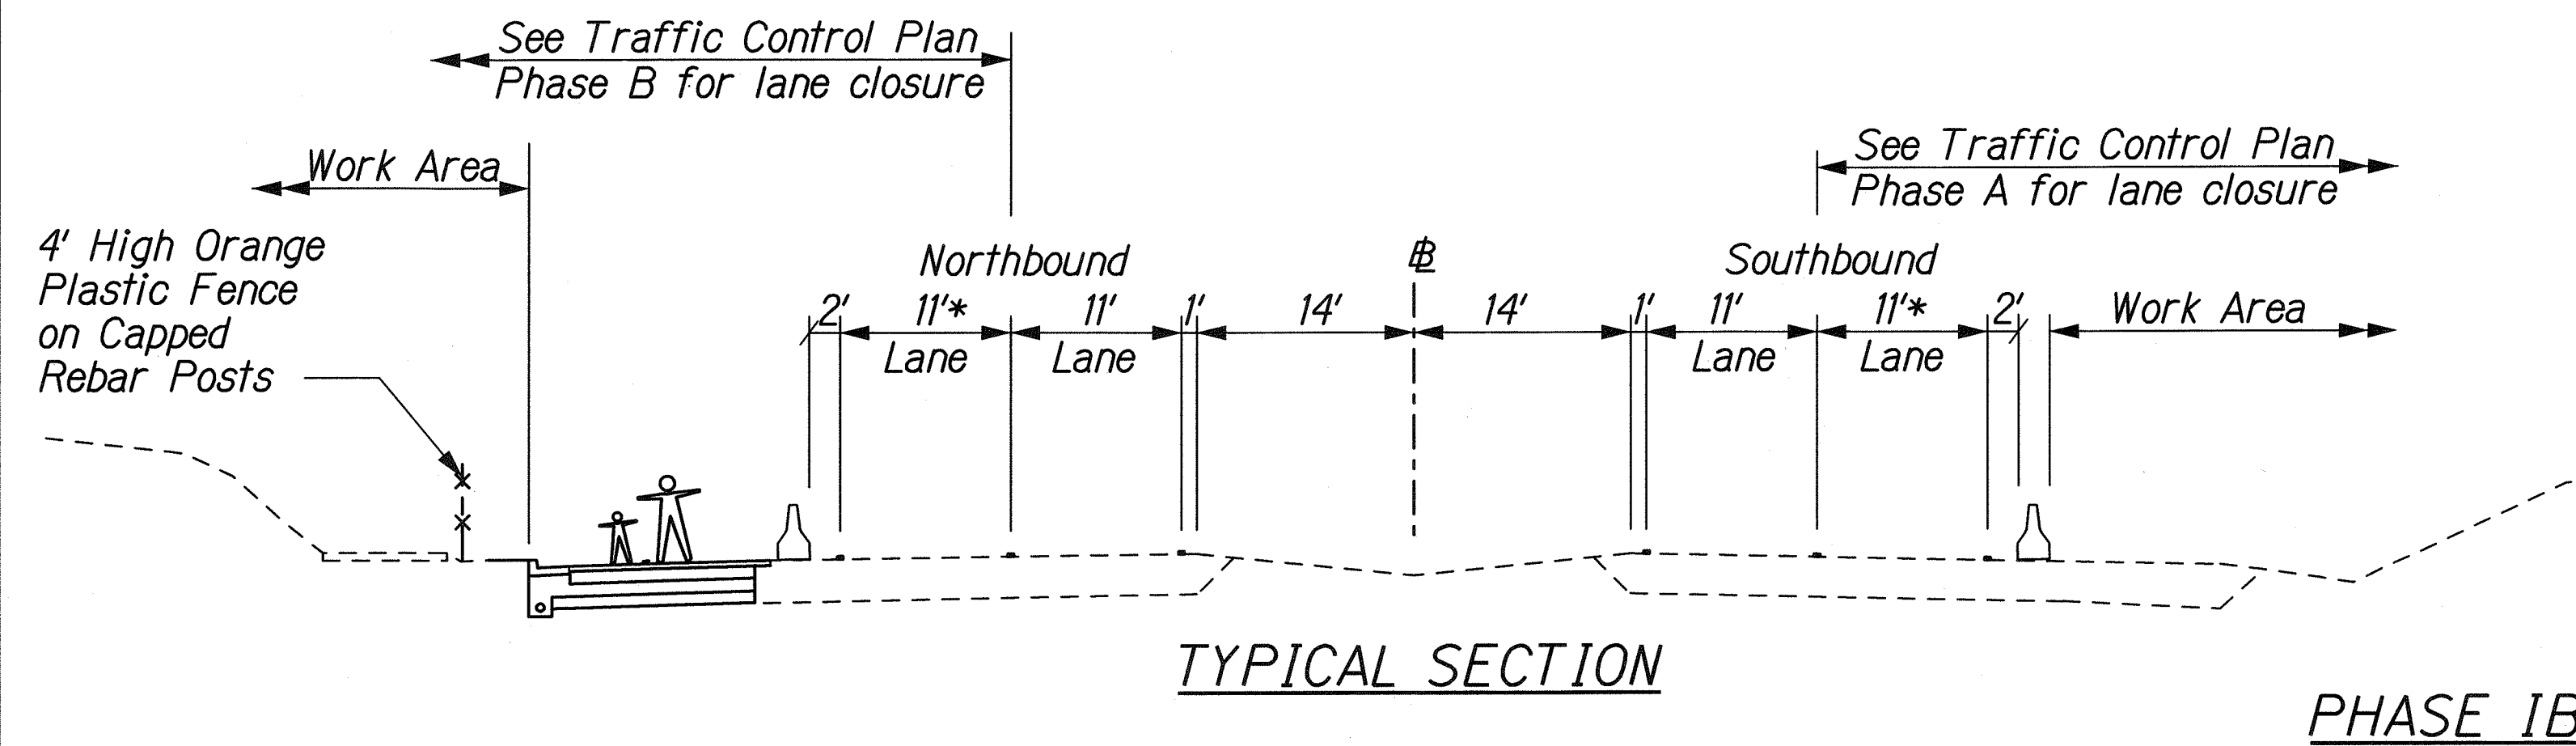 See Traffic Control Plan
Phase B for lane closure
Work Area
4' High Orange
Plastic Fence
on Capped
Rebar Posts
See Traffic Control Plan
Phase A for lane closure
Northbound
Southbound
2' 11'* 11' 1' 14' 14' 1' 11' 11'* 2' Work Area
Lane Lane Lane Lane
TYPICAL SECTION
PHASE IB